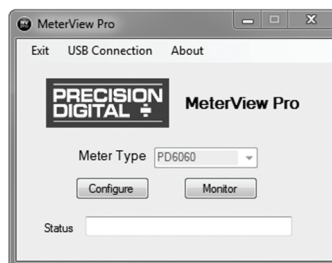 MeterView Pro
Exit USB Connection About
PRECISION
DIGITAL
MeterView Pro
Meter Type PD6060
Configure Monitor
Status